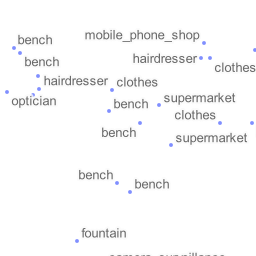 mobile_phone_shop
bench
hairdresser
bench
clothes
hairdresser
clothes
optician
bench
supermarket
clothes
bench
supermarket
bench
bench
fountain